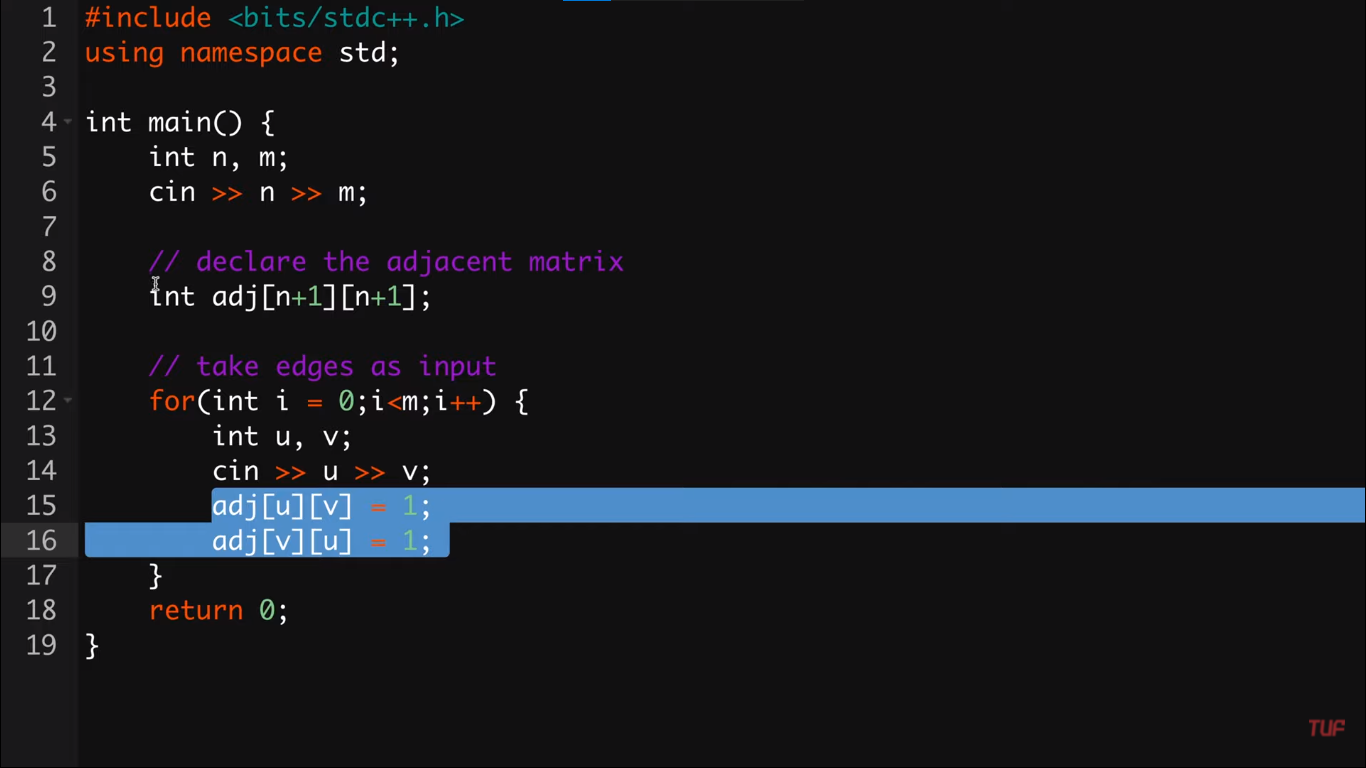 1 #include <bits/stdc++.h>
2 using namespace std;
3
4 int main() {
5     int n, m;
6     cin >> n >> m;
7
8     // declare the adjacent matrix
9     int adj[n+1][n+1];
10
11     // take edges as input
12     for(int i = 0;i<m;i++) {
13         int u, v;
14         cin >> u >> v;
15         adj[u][v] = 1;
16         adj[v][u] = 1;
17     }
18     return 0;
19 }
TUF